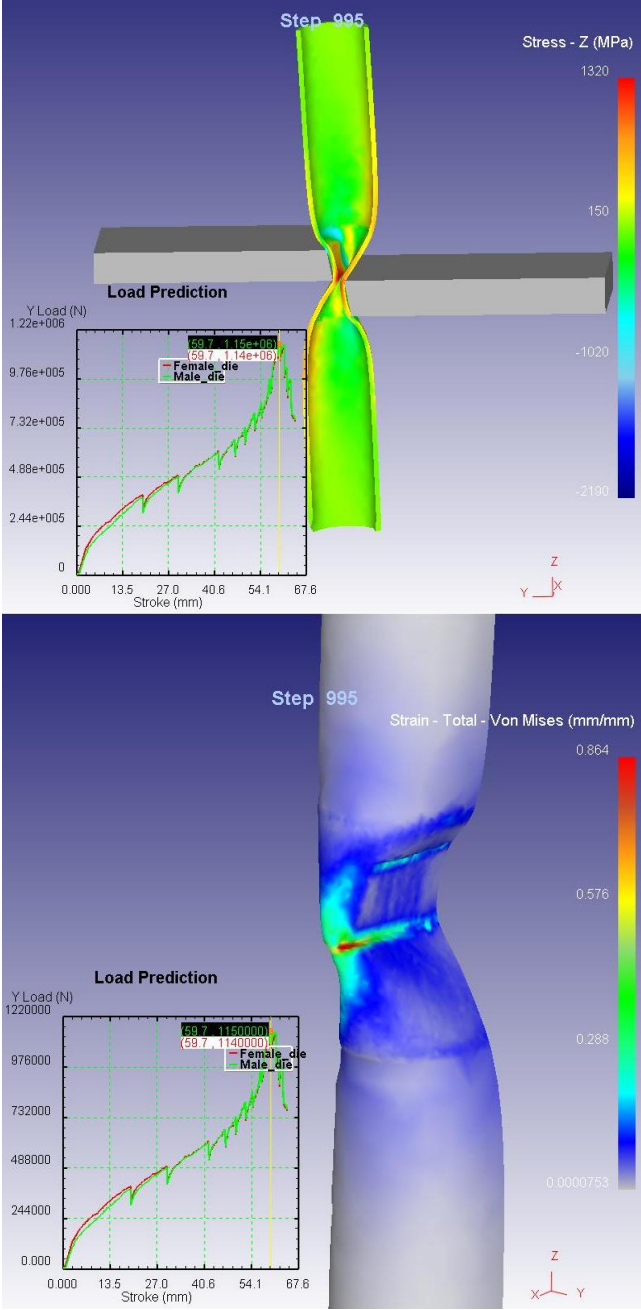 Step 995
Stress - Z (MPa)
1320
150
-1020
-2190
Load Prediction
Y Load (N)
1.22e+006
(59.7 , 1.15e+06)
(59.7 , 1.14e+06)
Female_die
Male_die
9.76e+005
7.32e+005
4.88e+005
2.44e+005
0
0.000 13.5 27.0 40.6 54.1 67.6
Stroke (mm)
Z
Y X
Step 995
Strain - Total - Von Mises (mm/mm)
0.864
0.576
0.288
0.0000753
Load Prediction
Y Load (N)
1220000
(59.7 , 1150000)
(59.7 , 1140000)
Female_die
Male_die
976000
732000
488000
244000
0.000
0.000 13.5 27.0 40.6 54.1 67.6
Stroke (mm)
Z
X Y